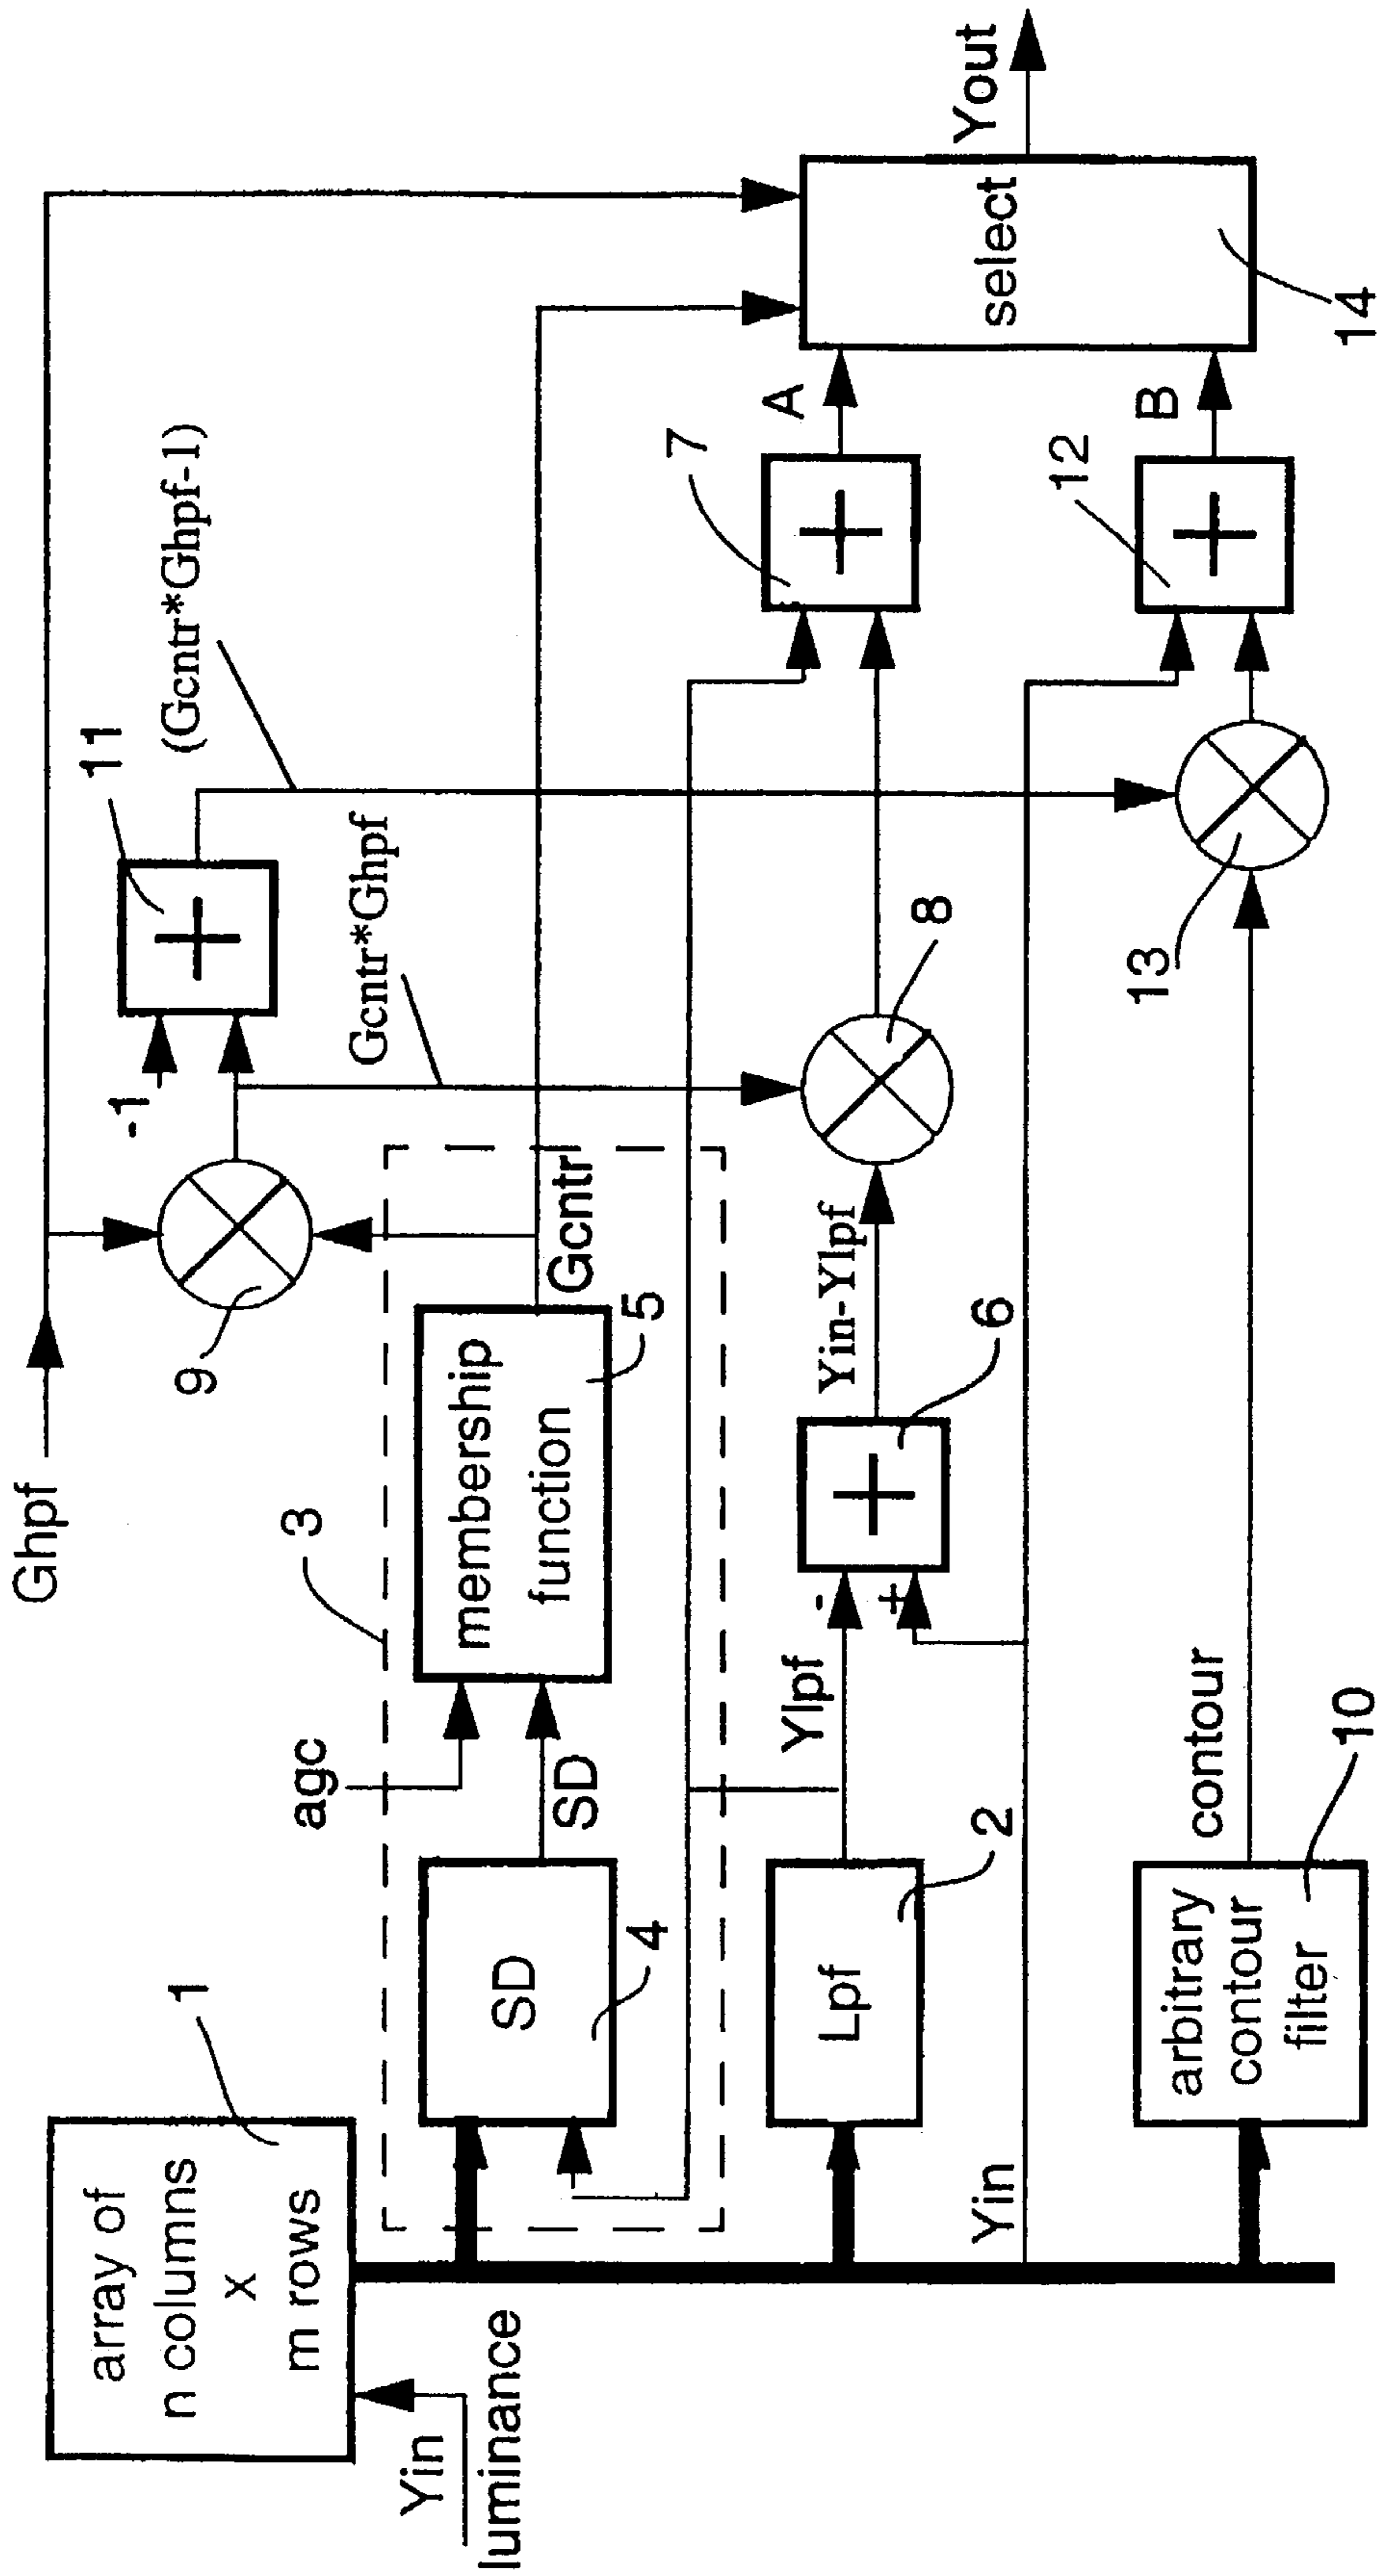 Ghpf
9
-1
11
(Gcntr*Ghpf-1)
Gcntr*Ghpf
array of
n columns
x
m rows
1
Yin
luminance
3
agc
SD
4
SD
membership
function
5
Gcntr
Lpf
2
Ylpf
-
+
6
Yin-Ylpf
8
7
A
Yin
arbitrary
contour
filter
10
contour
13
12
B
select
14
Yout